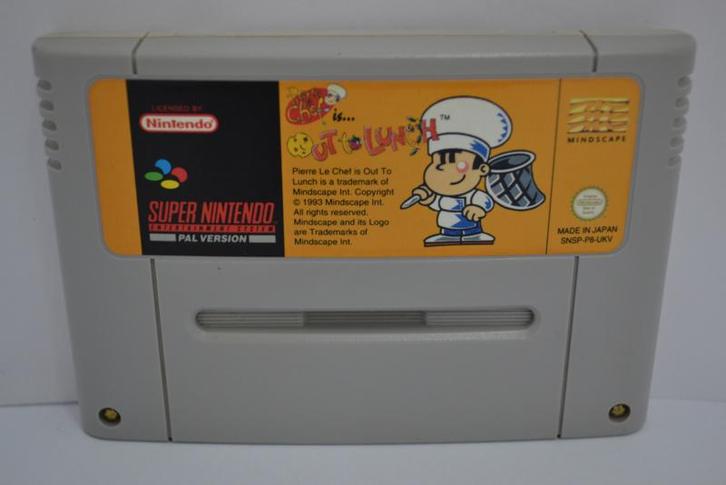 LICENSED BY
Nintendo
SUPER NINTENDO
ENTERTAINMENT SYSTEM
PAL VERSION
Pierre Le Chef
is...
OUT to LUNCH™
Pierre Le Chef is Out To
Lunch is a trademark of
Mindscape Int. Copyright
© 1993 Mindscape Int.
All rights reserved.
Mindscape and its Logo
are Trademarks of
Mindscape Int.
MINDSCAPE
Nintendo
MADE IN JAPAN
SNSP-P8-UKV